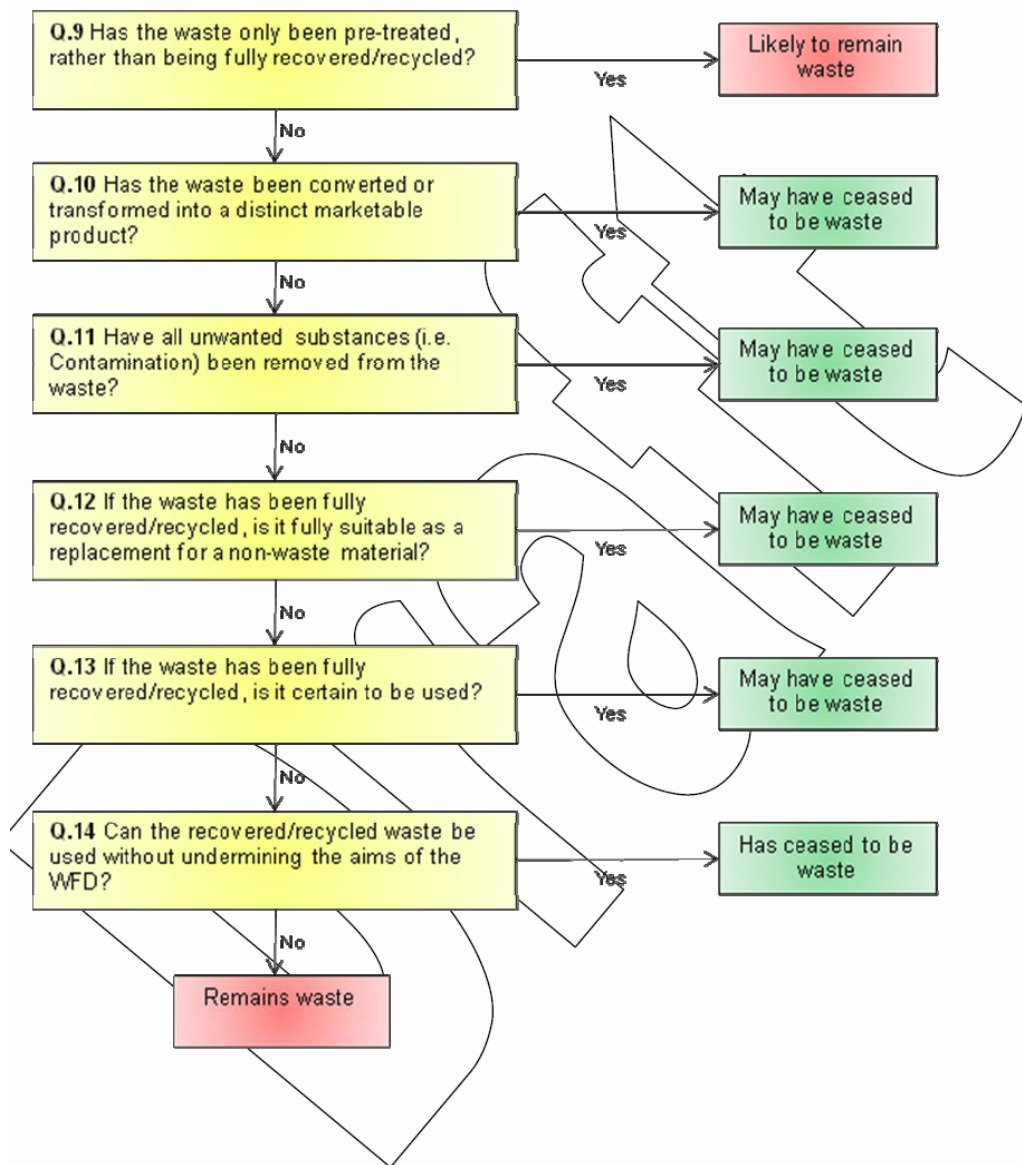 Q.9 Has the waste only been pre-treated,
rather than being fully recovered/recycled?
Yes
Likely to remain
waste
No
Q.10 Has the waste been converted or
transformed into a distinct marketable
product?
Yes
May have ceased
to be waste
No
Q.11 Have all unwanted substances (i.e.
Contamination) been removed from the
waste?
Yes
May have ceased
to be waste
No
Q.12 If the waste has been fully
recovered/recycled, is it fully suitable as a
replacement for a non-waste material?
Yes
May have ceased
to be waste
No
Q.13 If the waste has been fully
recovered/recycled, is it certain to be used?
Yes
May have ceased
to be waste
No
Q.14 Can the recovered/recycled waste be
used without undermining the aims of the
WFD?
Yes
Has ceased to be
waste
No
Remains waste